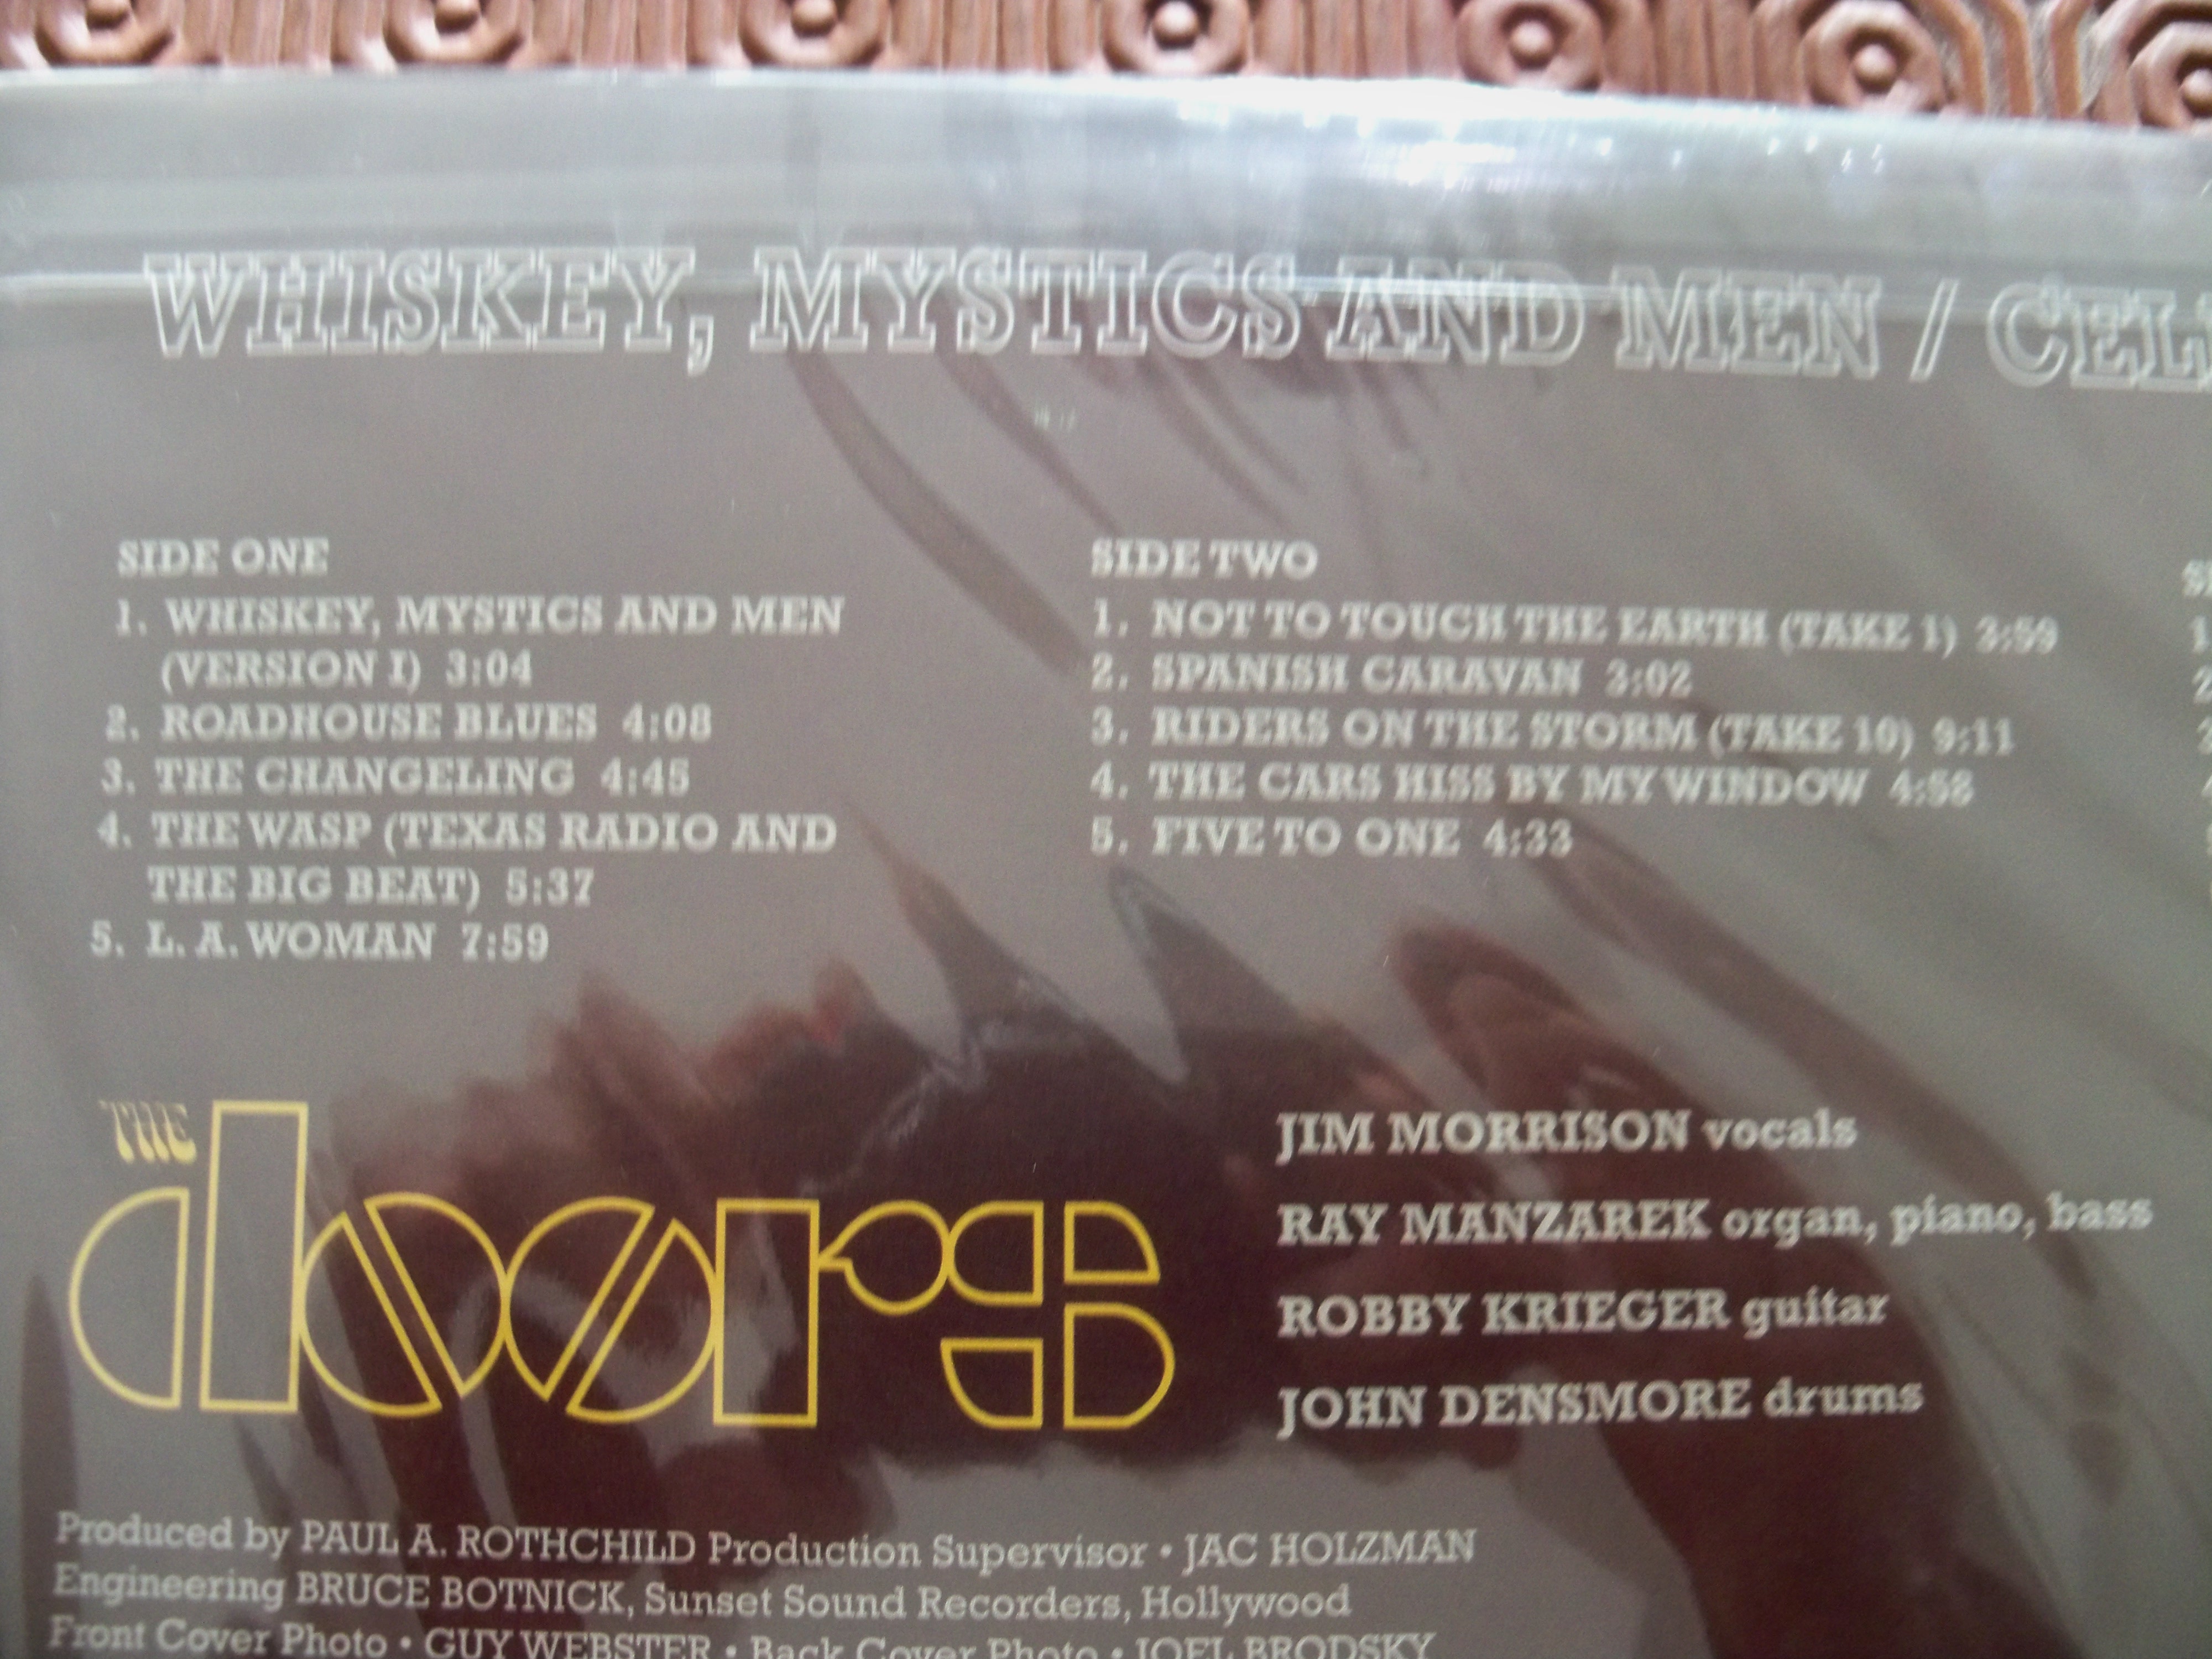 WHISKEY, MYSTICS AND MEN / CEL
SIDE ONE
1. WHISKEY, MYSTICS AND MEN
(VERSION I) 3:04
2. ROADHOUSE BLUES 4:08
3. THE CHANGELING 4:45
4. THE WASP (TEXAS RADIO AND
THE BIG BEAT) 5:37
5. L. A. WOMAN 7:59
SIDE TWO
1. NOT TO TOUCH THE EARTH (TAKE 1) 3:59
2. SPANISH CARAVAN 3:02
3. RIDERS ON THE STORM (TAKE 10) 9:11
4. THE CARS HISS BY MY WINDOW 4:58
5. FIVE TO ONE 4:33
THE
doors
JIM MORRISON vocals
RAY MANZAREK organ, piano, bass
ROBBY KRIEGER guitar
JOHN DENSMORE drums
Produced by PAUL A. ROTHCHILD Production Supervisor • JAC HOLZMAN
Engineering BRUCE BOTNICK, Sunset Sound Recorders, Hollywood
Front Cover Photo • GUY WEBSTER • Back Cover Photo • JOEL BRODSKY